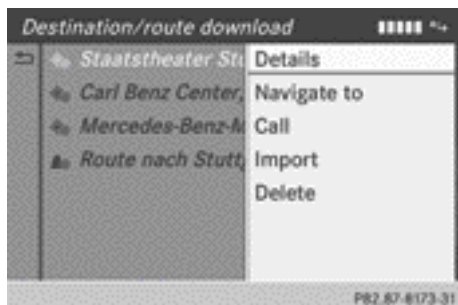 Destination/route download
Staatstheater Stu
Details
Carl Benz Center,
Navigate to
Mercedes-Benz-M
Call
Route nach Stutt
Import
Delete
P82.87-8173-31